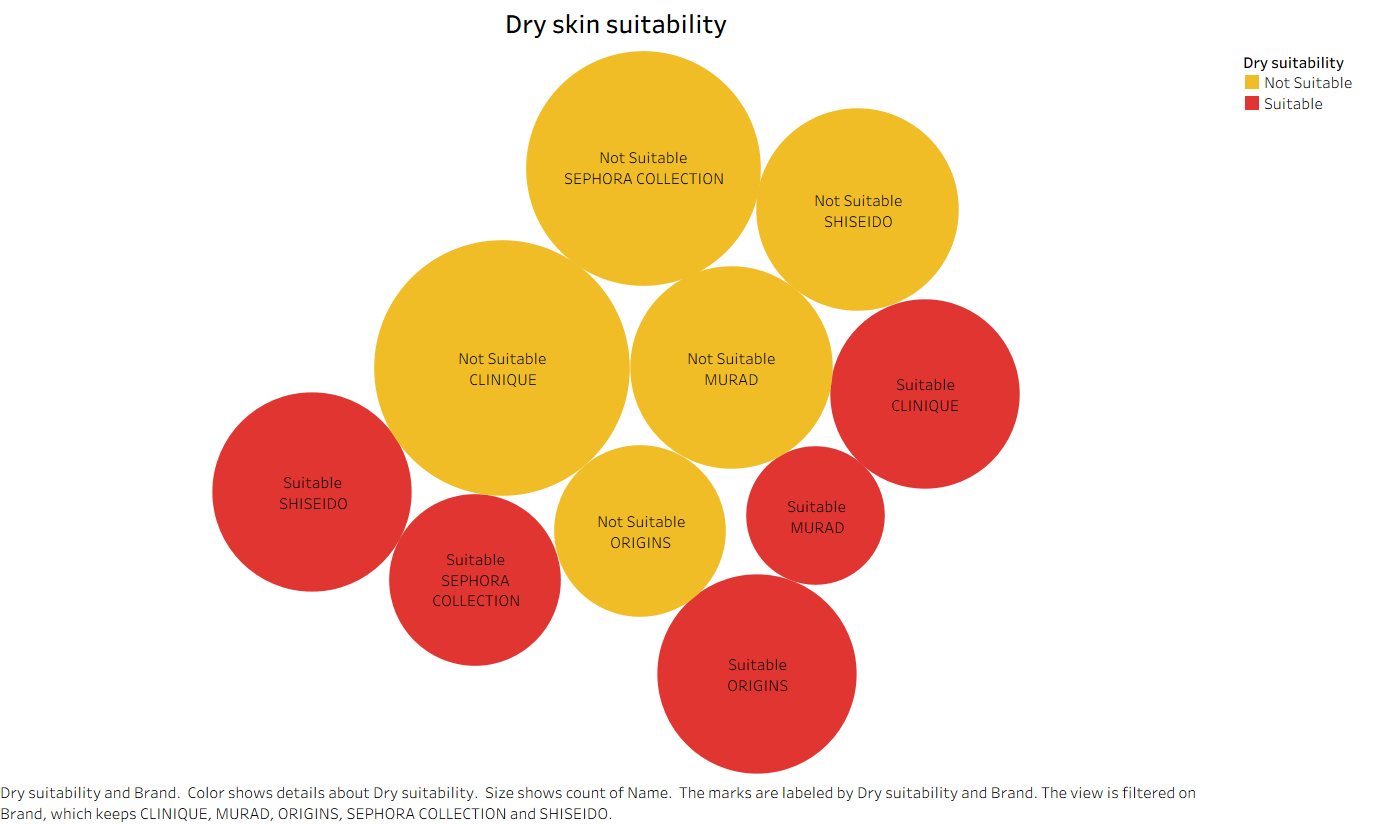 Dry skin suitability
Dry suitability
Not Suitable
Suitable
Not Suitable
SEPHORA COLLECTION
Not Suitable
SHISEIDO
Not Suitable
CLINIQUE
Not Suitable
MURAD
Suitable
CLINIQUE
Suitable
SHISEIDO
Suitable
SEPHORA
COLLECTION
Not Suitable
ORIGINS
Suitable
MURAD
Suitable
ORIGINS
Dry suitability and Brand.  Color shows details about Dry suitability.  Size shows count of Name.  The marks are labeled by Dry suitability and Brand. The view is filtered on
Brand, which keeps CLINIQUE, MURAD, ORIGINS, SEPHORA COLLECTION and SHISEIDO.